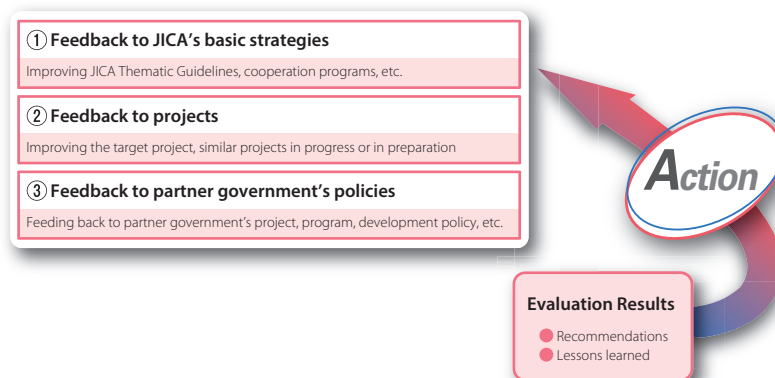 ① Feedback to JICA's basic strategies
Improving JICA Thematic Guidelines, cooperation programs, etc.
② Feedback to projects
Improving the target project, similar projects in progress or in preparation
③ Feedback to partner government's policies
Feeding back to partner government's project, program, development policy, etc.
Action
Evaluation Results
● Recommendations
● Lessons learned